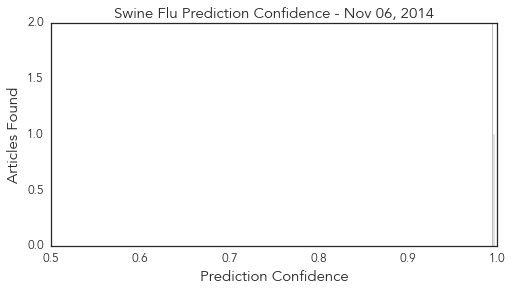 Swine Flu Prediction Confidence - Nov 06, 2014
2.0
1.5
1.0
0.5
0.0
Articles Found
0.5 0.6 0.7 0.8 0.9 1.0
Prediction Confidence